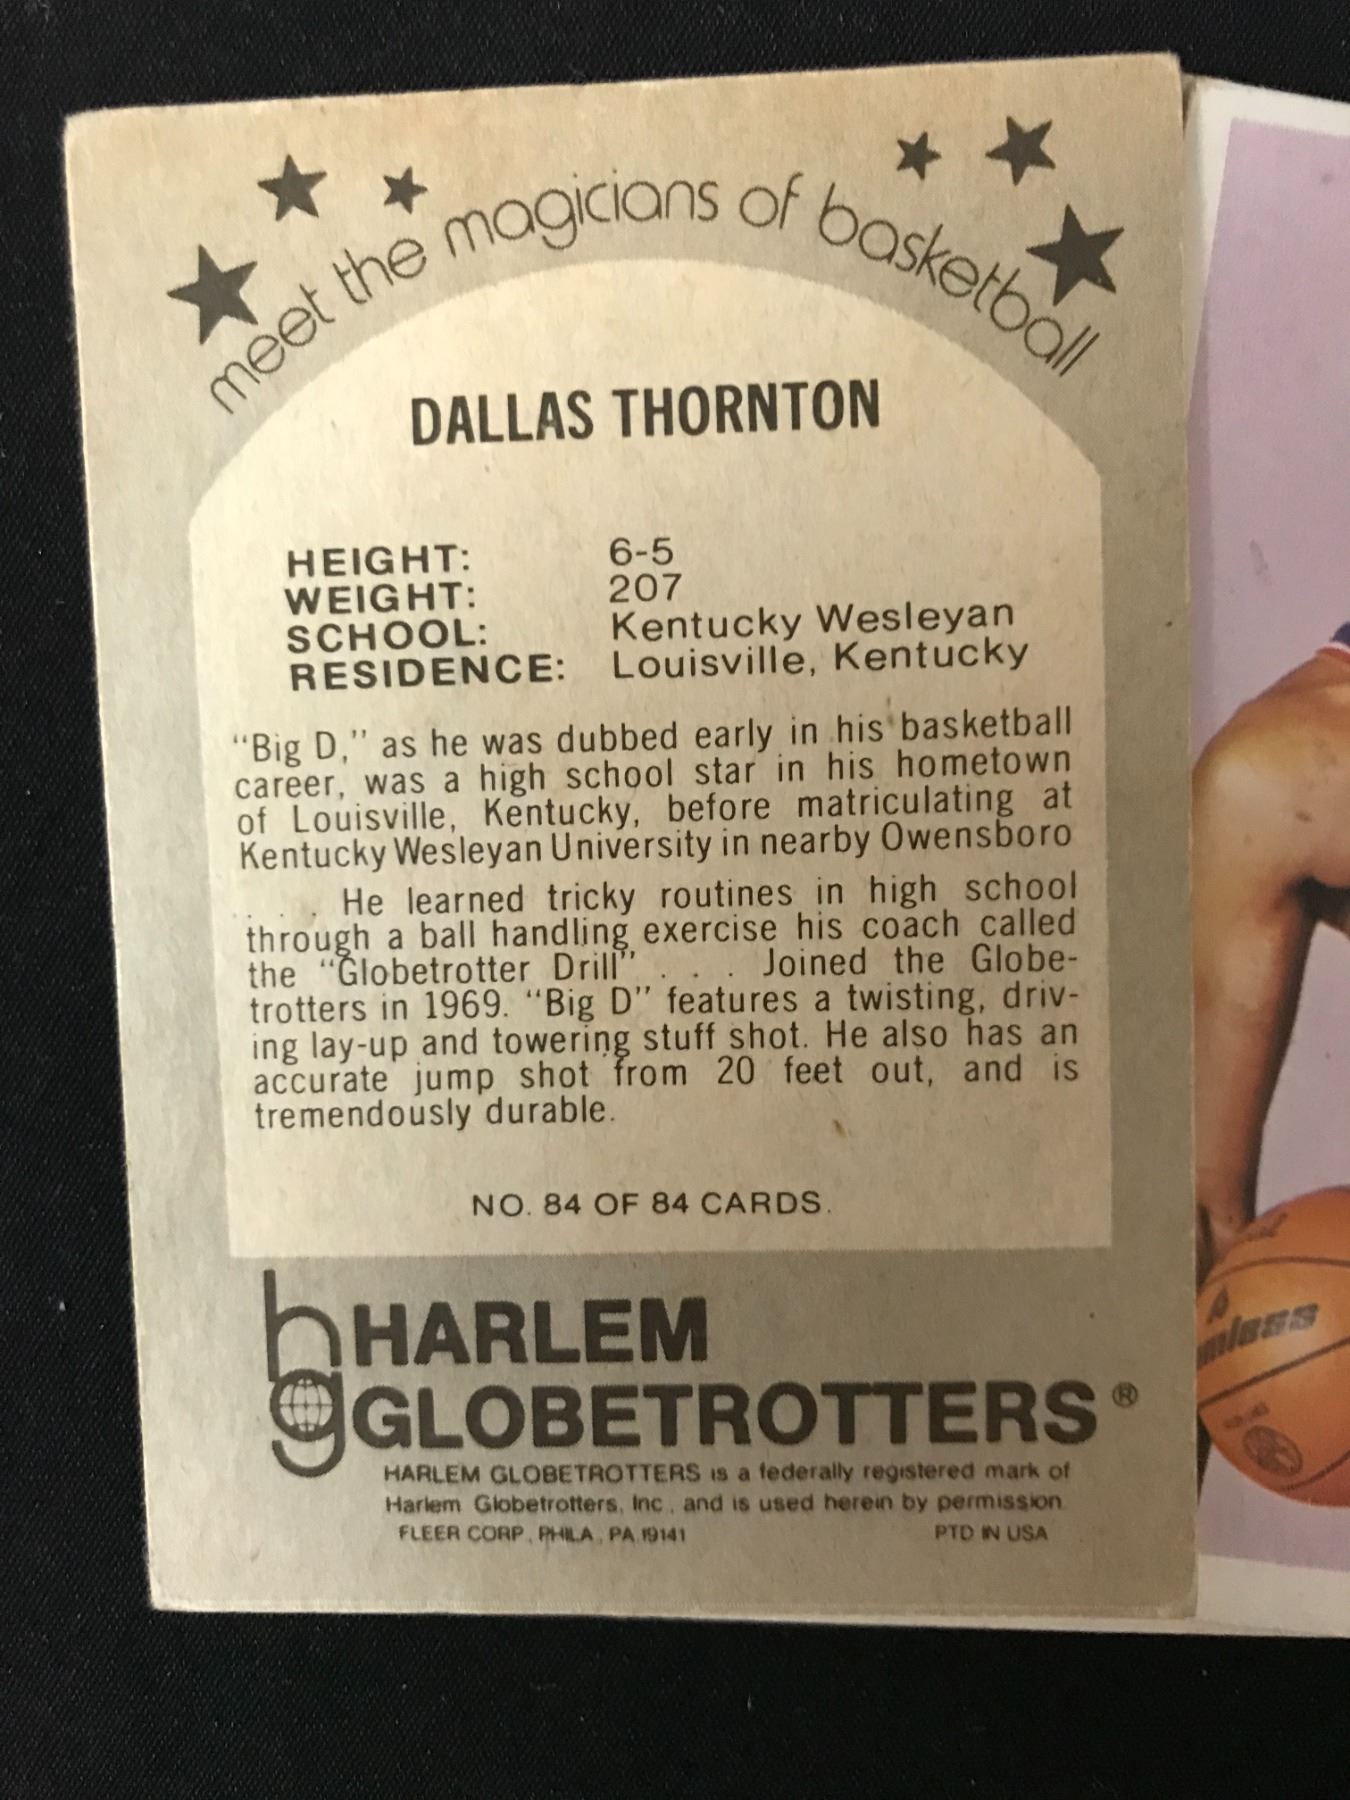 meet the magicians of basketball
DALLAS THORNTON
HEIGHT: 6-5
WEIGHT: 207
SCHOOL: Kentucky Wesleyan
RESIDENCE: Louisville, Kentucky
"Big D," as he was dubbed early in his basketball
career, was a high school star in his hometown
of Louisville, Kentucky, before matriculating at
Kentucky Wesleyan University in nearby Owensboro
. . . He learned tricky routines in high school
through a ball handling exercise his coach called
the "Globetrotter Drill" . . . Joined the Globe-
trotters in 1969. "Big D" features a twisting, driv-
ing lay-up and towering stuff shot. He also has an
accurate jump shot from 20 feet out, and is
tremendously durable.
NO. 84 OF 84 CARDS.
hg
HARLEM
GLOBETROTTERS®
HARLEM GLOBETROTTERS is a federally registered mark of
Harlem Globetrotters, Inc., and is used herein by permission
FLEER CORP., PHILA., PA. 19141 PTD IN USA